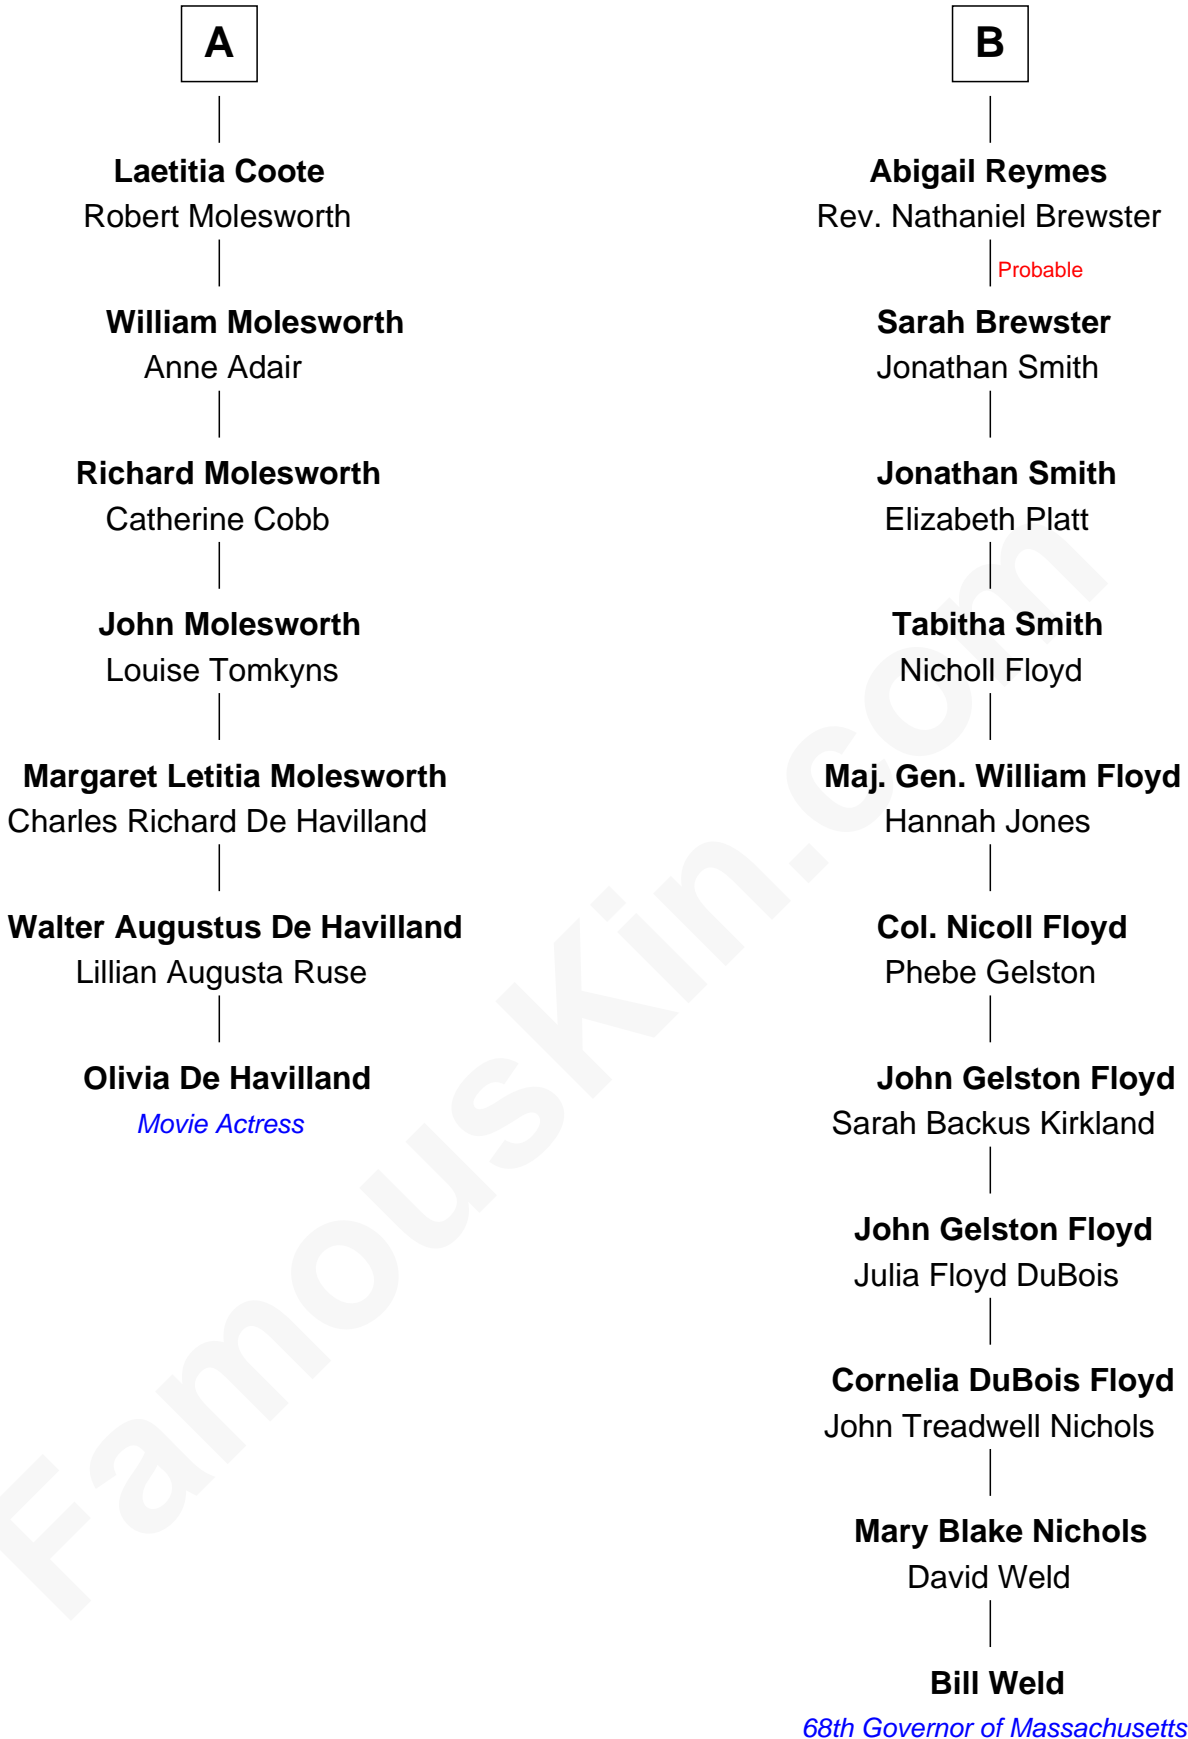 A
Laetitia Coote
Robert Molesworth
William Molesworth
Anne Adair
Richard Molesworth
Catherine Cobb
John Molesworth
Louise Tomkyns
Margaret Letitia Molesworth
Charles Richard De Havilland
Walter Augustus De Havilland
Lillian Augusta Ruse
Olivia De Havilland
Movie Actress
B
Abigail Reymes
Rev. Nathaniel Brewster
Probable
Sarah Brewster
Jonathan Smith
Jonathan Smith
Elizabeth Platt
Tabitha Smith
Nicholl Floyd
Maj. Gen. William Floyd
Hannah Jones
Col. Nicoll Floyd
Phebe Gelston
John Gelston Floyd
Sarah Backus Kirkland
John Gelston Floyd
Julia Floyd DuBois
Cornelia DuBois Floyd
John Treadwell Nichols
Mary Blake Nichols
David Weld
Bill Weld
68th Governor of Massachusetts
FamousKin.com